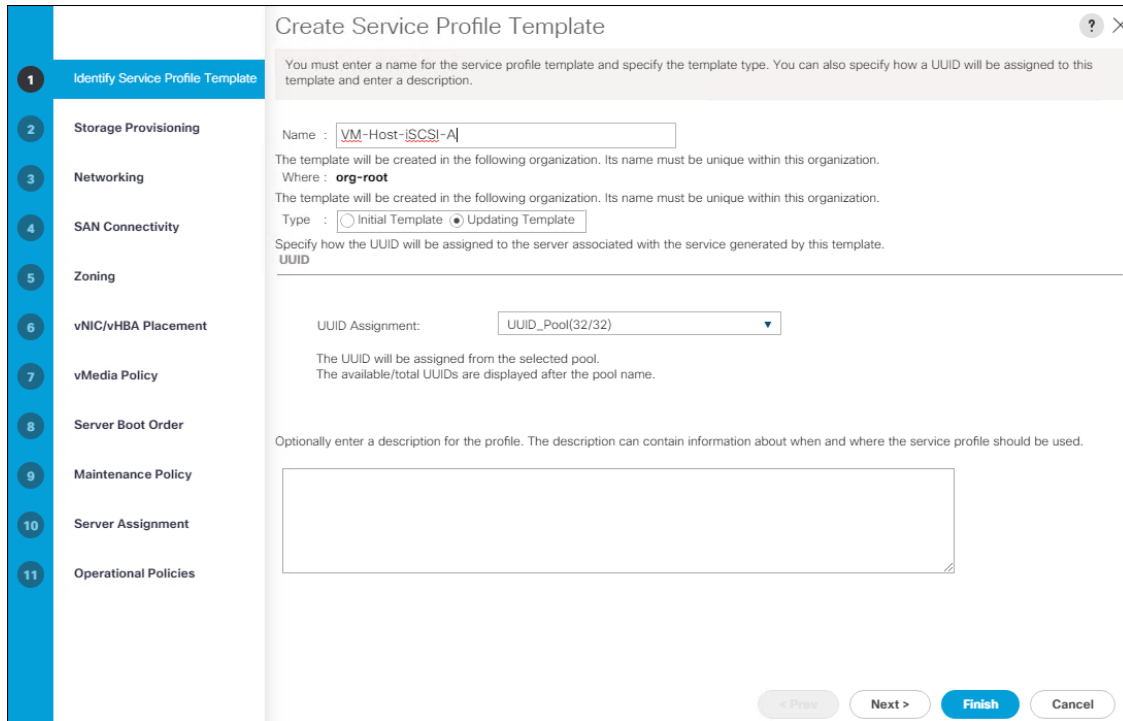 Create Service Profile Template
?
You must enter a name for the service profile template and specify the template type. You can also specify how a UUID will be assigned to this
template and enter a description.
1 Identify Service Profile Template
2 Storage Provisioning
3 Networking
4 SAN Connectivity
5 Zoning
6 vNIC/vHBA Placement
7 vMedia Policy
8 Server Boot Order
9 Maintenance Policy
10 Server Assignment
11 Operational Policies
Name : VM-Host-iSCSI-A
The template will be created in the following organization. Its name must be unique within this organization.
Where : org-root
The template will be created in the following organization. Its name must be unique within this organization.
Type : Initial Template Updating Template
Specify how the UUID will be assigned to the server associated with the service generated by this template.
UUID
UUID Assignment: UUID_Pool(32/32)
The UUID will be assigned from the selected pool.
The available/total UUIDs are displayed after the pool name.
Optionally enter a description for the profile. The description can contain information about when and where the service profile should be used.
< Prev Next > Finish Cancel